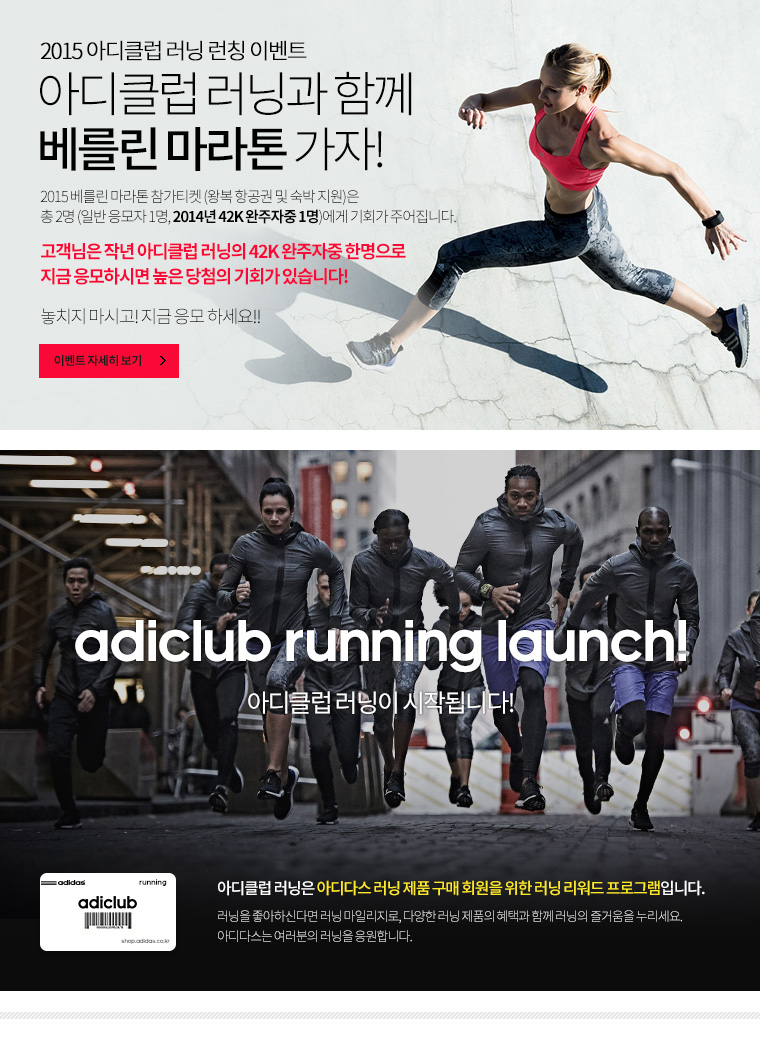 2015 아디클럽 러닝 런칭 이벤트
아디클럽 러닝과 함께
베를린 마라톤 가자!
2015 베를린 마라톤 참가티켓 (왕복 항공권 및 숙박 지원)은
총 2명 (일반 응모자 1명, 2014년 42K 완주자중 1명)에게 기회가 주어집니다.
고객님은 작년 아디클럽 러닝의 42K 완주자중 한명으로
지금 응모하시면 높은 당첨의 기회가 있습니다!
놓치지 마시고! 지금 응모 하세요!!
이벤트 자세히 보기 >
adiclub running launch!
아디클럽 러닝이 시작됩니다!
adidas running
adiclub
shop.adidas.co.kr
아디클럽 러닝은 아디다스 러닝 제품 구매 회원을 위한 러닝 리워드 프로그램입니다.
러닝을 좋아하신다면 러닝 마일리지로, 다양한 러닝 제품의 혜택과 함께 러닝의 즐거움을 누리세요.
아디다스는 여러분의 러닝을 응원합니다.